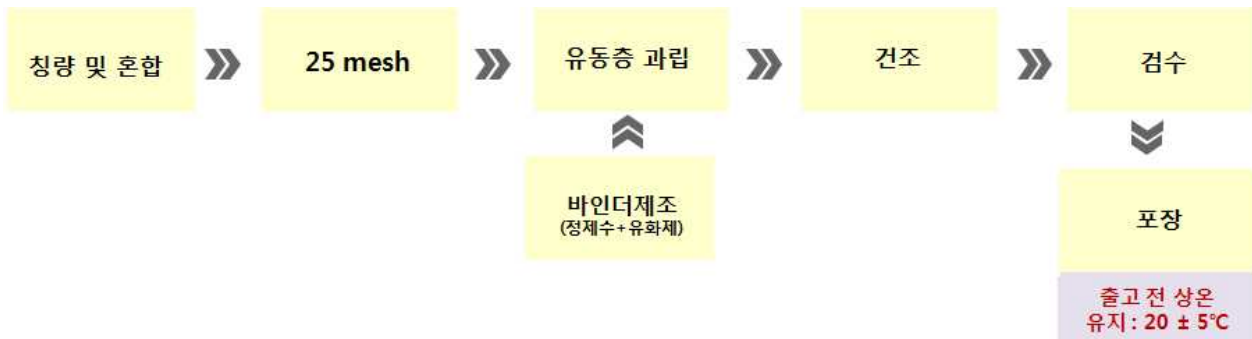 칭량 및 혼합
25 mesh
유동층 과립
건조
검수
바인더제조
(정제수+유화제)
포장
출고 전 상온
유지 : 20 ± 5℃